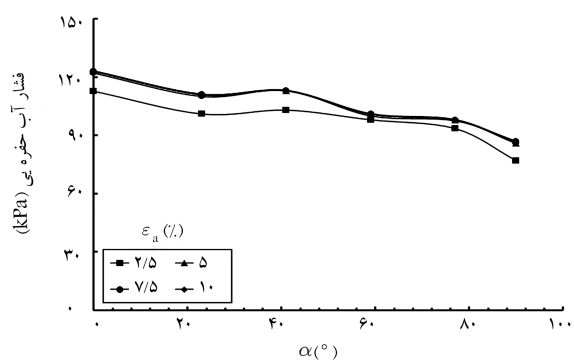 فشار آب حفره یی (kPa)
۱۵۰
۱۲۰
۹۰
۶۰
۳۰
۰
ε a (٪)
۲/۵
۵
۷/۵
۱۰
۰ ۲۰ ۴۰ ۶۰ ۸۰ ۱۰۰
α(°)